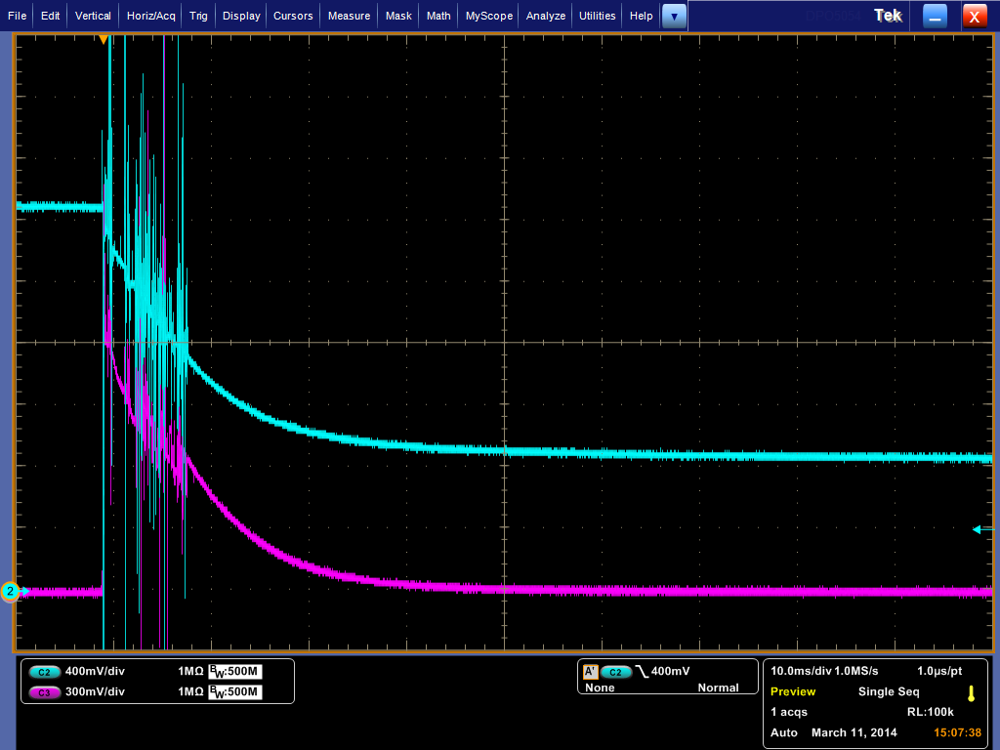 File Edit Vertical Horiz/Acq Trig Display Cursors Measure Mask Math MyScope Analyze Utilities Help Tek X
2
C2 400mV/div 1MΩ BW:500M
C3 300mV/div 1MΩ BW:500M
A' C2 400mV
None Normal
10.0ms/div 1.0MS/s 1.0µs/pt
Preview Single Seq
1 acqs RL:100k
Auto March 11, 2014 15:07:38